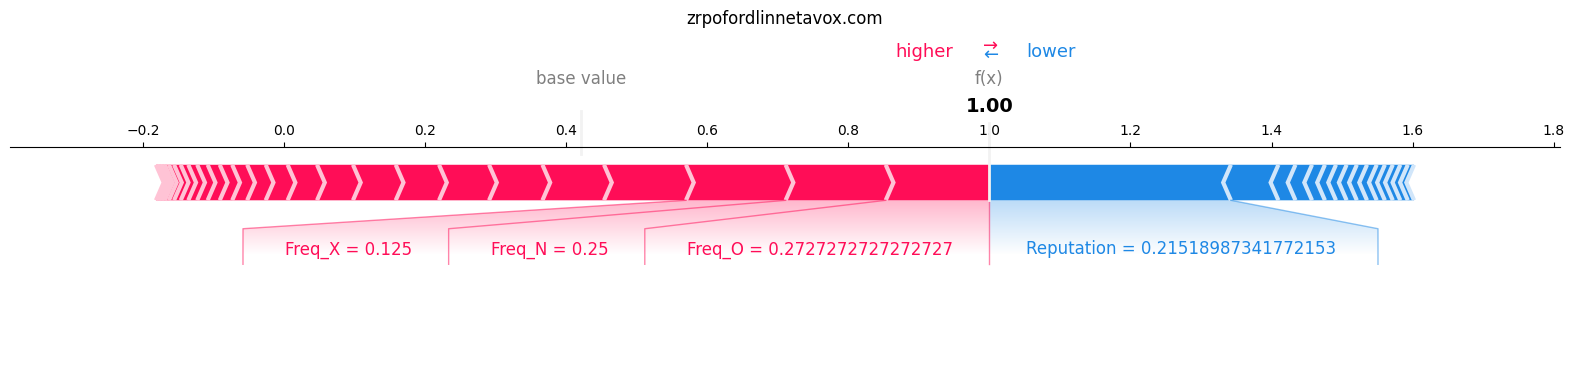 zrpofordlinnetavox.com
higher ⇄ lower
base value f(x)
1.00
−0.2 0.0 0.2 0.4 0.6 0.8 1.0 1.2 1.4 1.6 1.8
Freq_X = 0.125 Freq_N = 0.25 Freq_O = 0.2727272727272727 Reputation = 0.21518987341772153